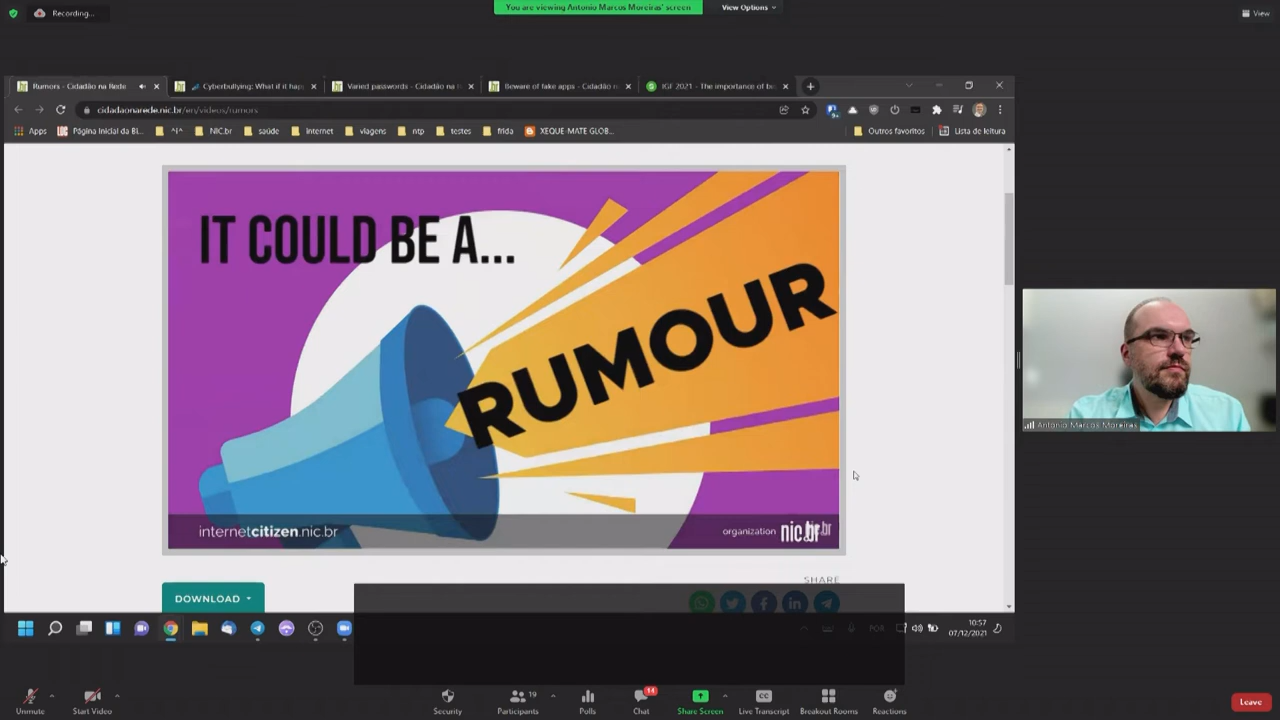 Recording...
You are viewing Antonio Marcos Moreiras' screen
View Options
View
Rumors - Cidadão na Rede
Cyberbullying: What if it hap
Varied passwords - Cidadão na
Beware of fake apps - Cidadão n
IGF 2021 - The importance of
cidadaonarede.nic.br/en/videos/rumors
Apps
Página Inicial da Bl...
^I^
NIC.br
saúde
internet
viagens
ntp
testes
frida
XEQUE-MATE GLOB...
Outros favoritos
Lista de leitura
IT COULD BE A...
RUMOUR
internetcitizen.nic.br
organization
nic.br
Antonio Marcos Moreiras
SHARE
DOWNLOAD
POR
10:57
07/12/2021
Unmute
Start Video
Security
Participants
19
Polls
Chat
14
Share Screen
Live Transcript
Breakout Rooms
Reactions
Leave